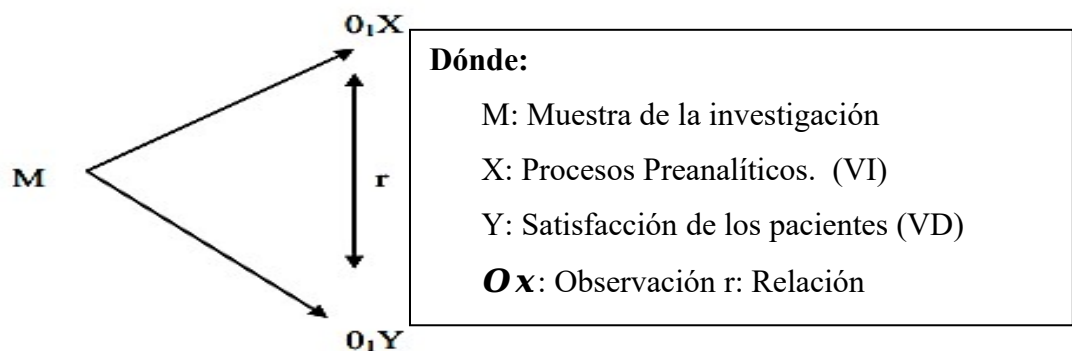 0₁X
M
r
0₁Y
Dónde:
M: Muestra de la investigación
X: Procesos Preanalíticos. (VI)
Y: Satisfacción de los pacientes (VD)
Ox: Observación r: Relación